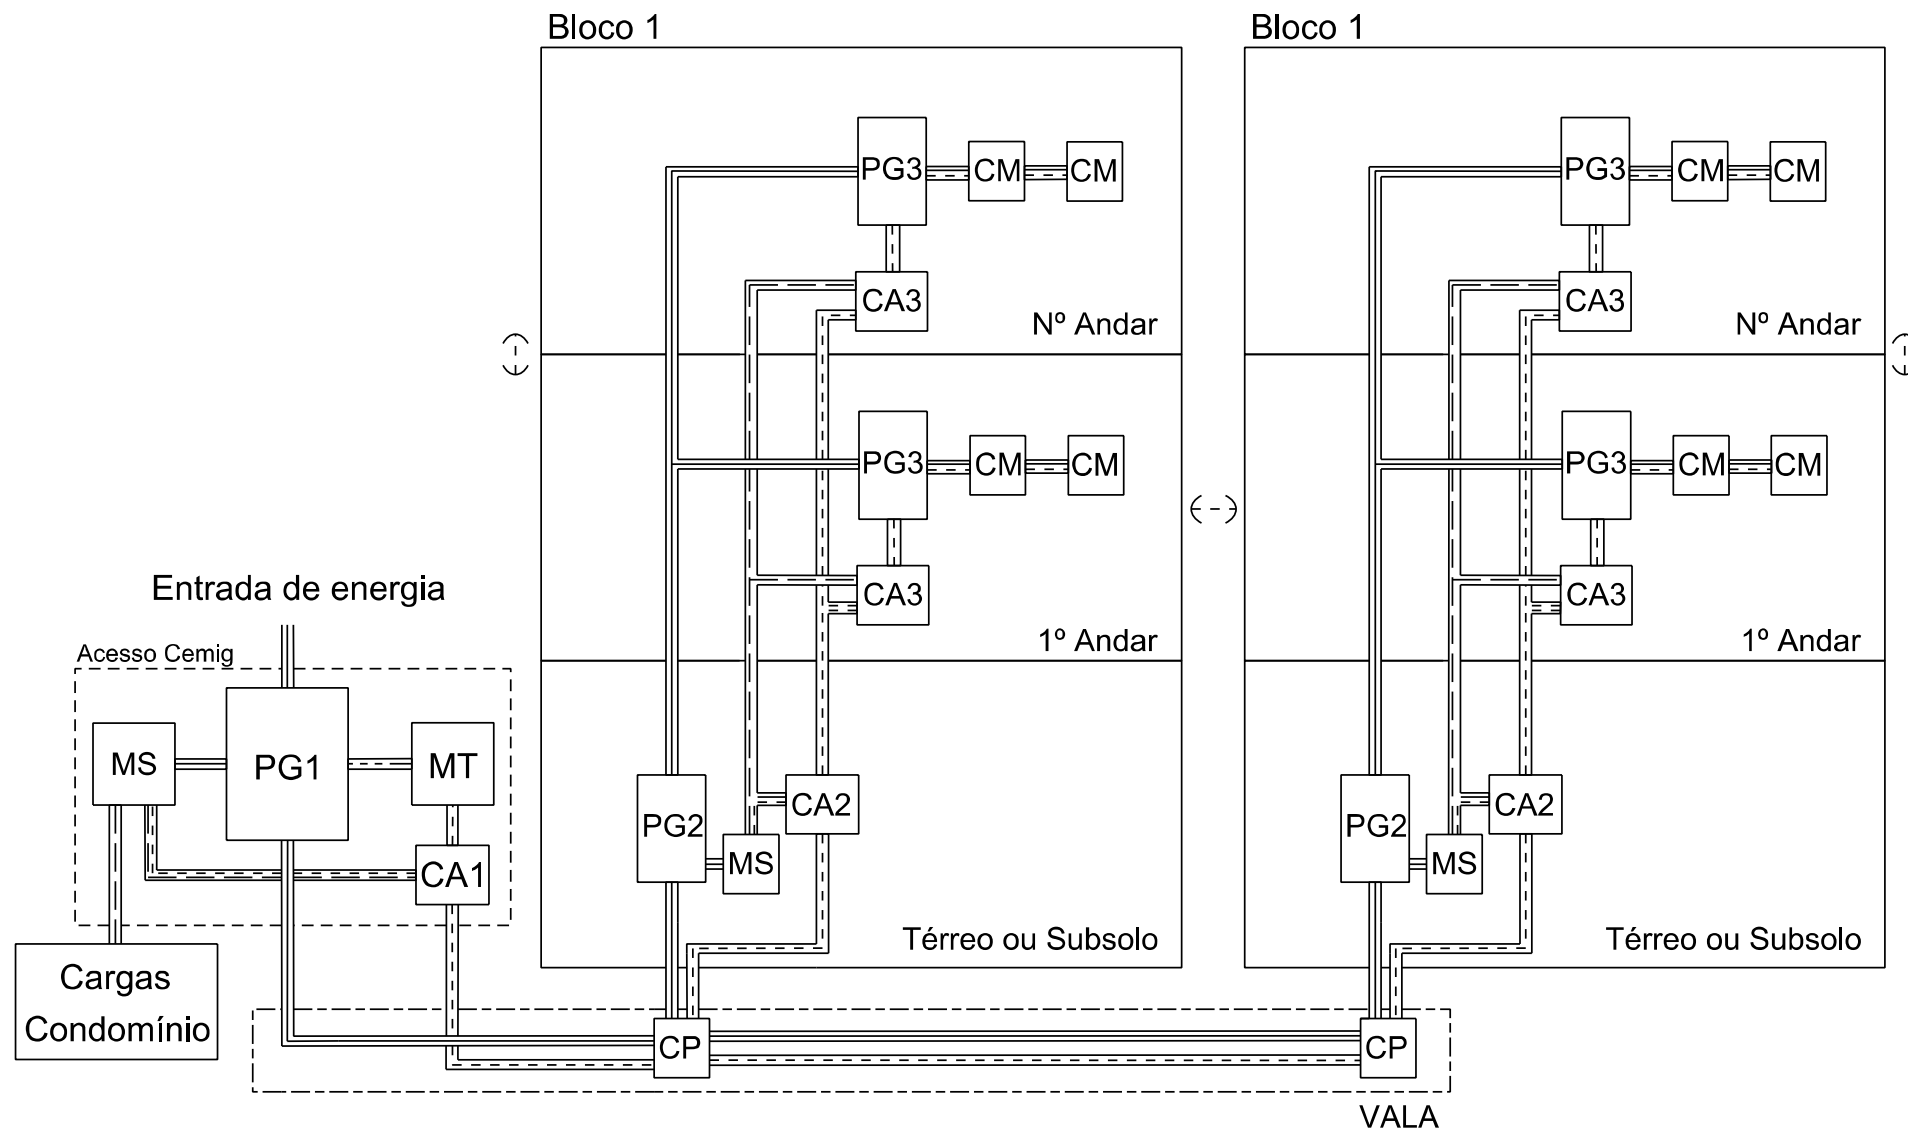 Bloco 1
Bloco 1
PG3 CM CM
PG3 CM CM
CA3
CA3
Nº Andar
Nº Andar
PG3 CM CM
PG3 CM CM
CA3
CA3
1º Andar
1º Andar
Entrada de energia
Acesso Cemig
MS PG1 MT
CA1
Cargas
Condomínio
PG2 MS CA2
PG2 MS CA2
Térreo ou Subsolo
Térreo ou Subsolo
CP
CP
VALA